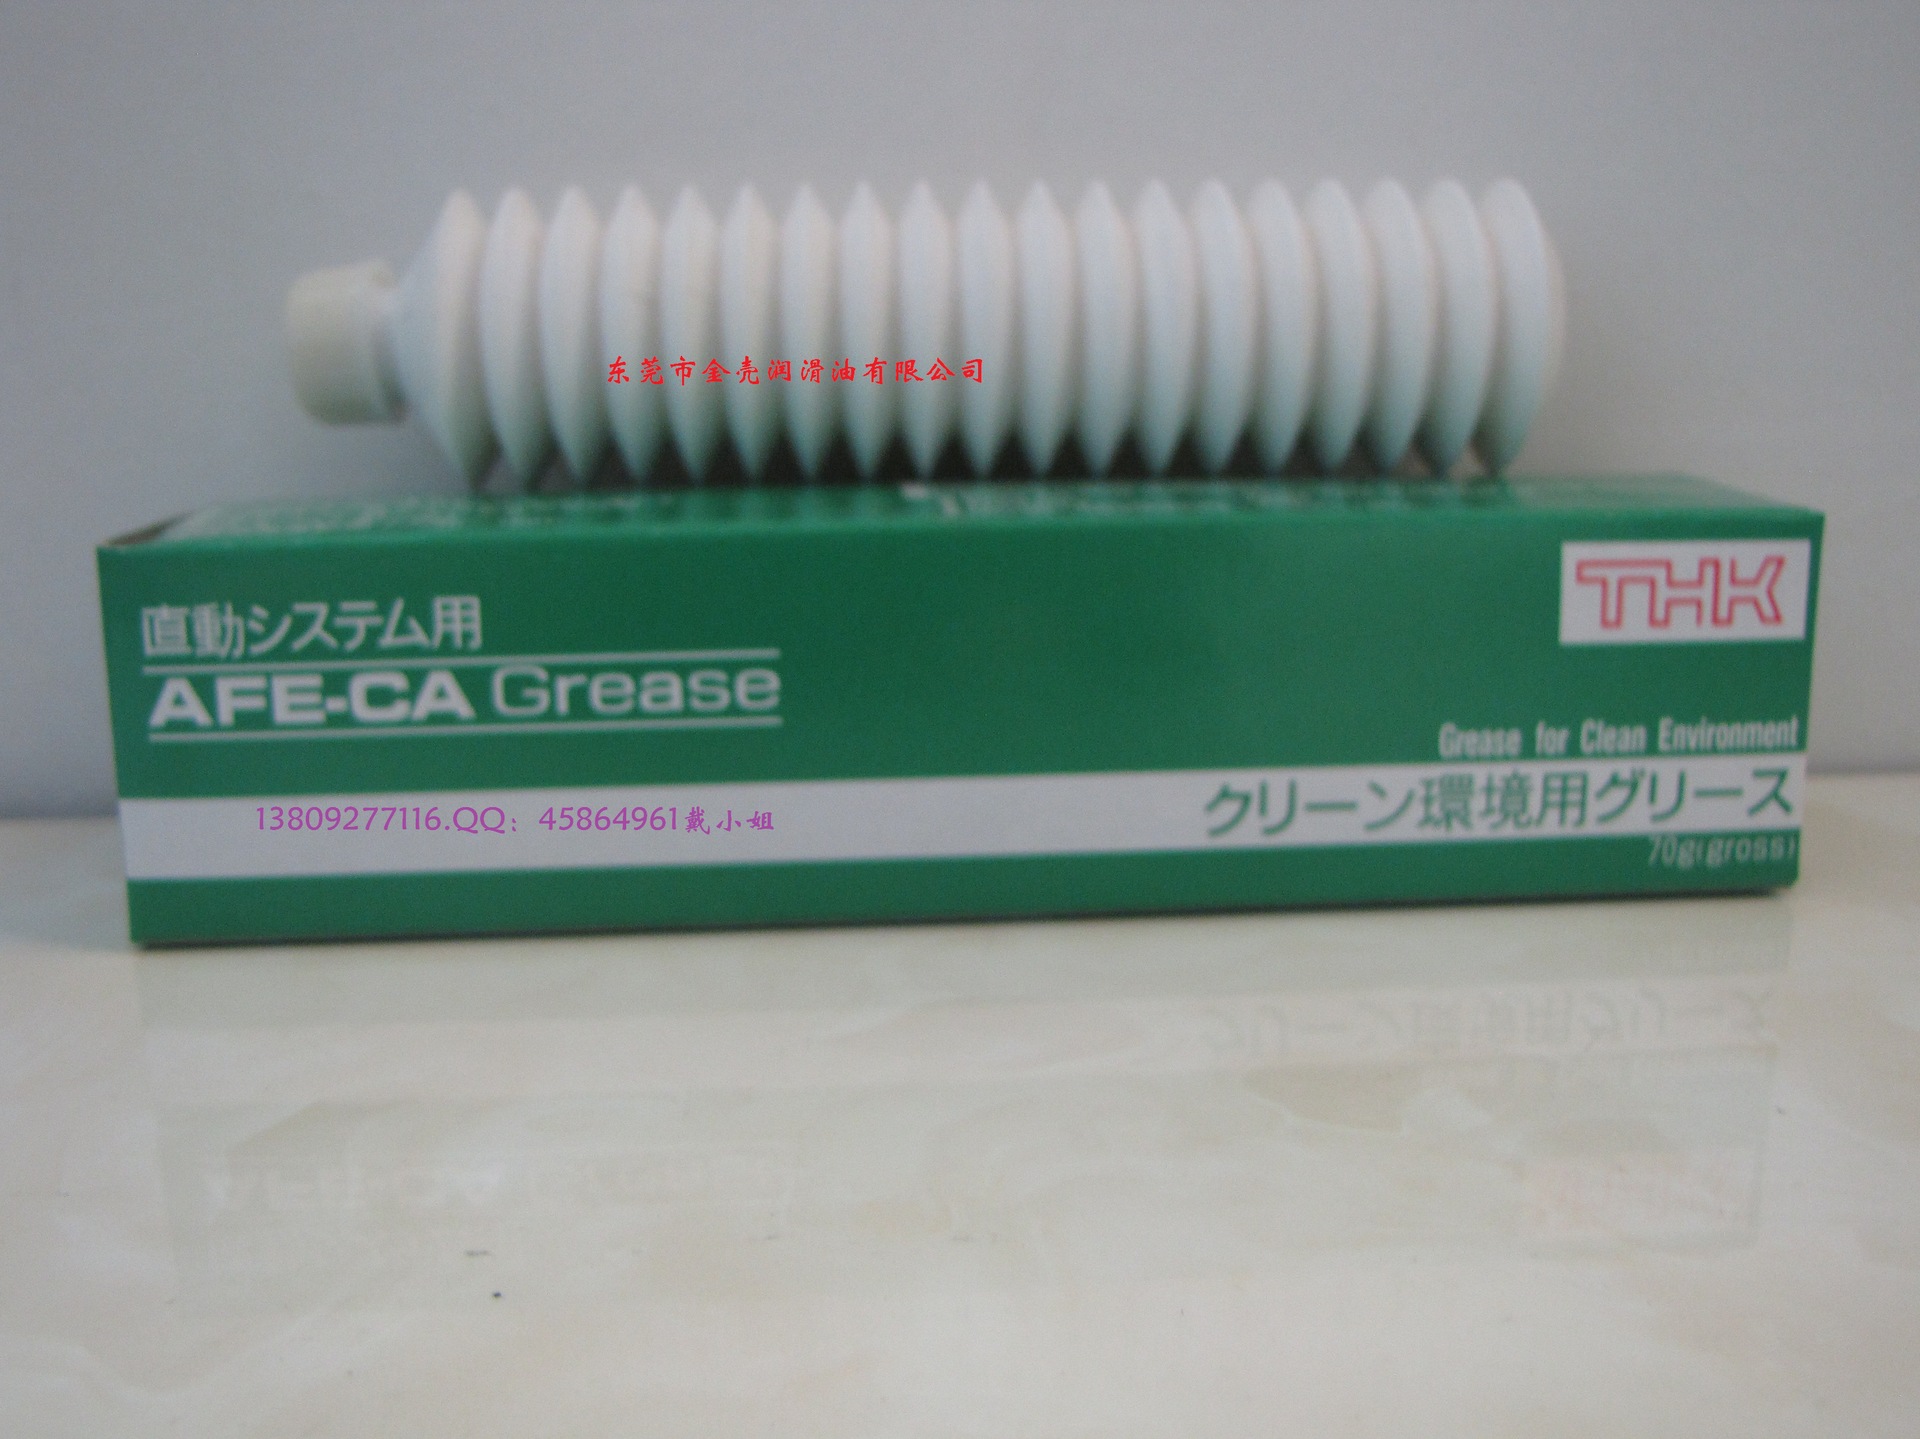 东莞市金壳润滑油有限公司
THK
直動システム用
AFE-CA Grease
Grease for Clean Environment
クリーン環境用グリース
13809277116.QQ：45864961戴小姐
70g(gross)